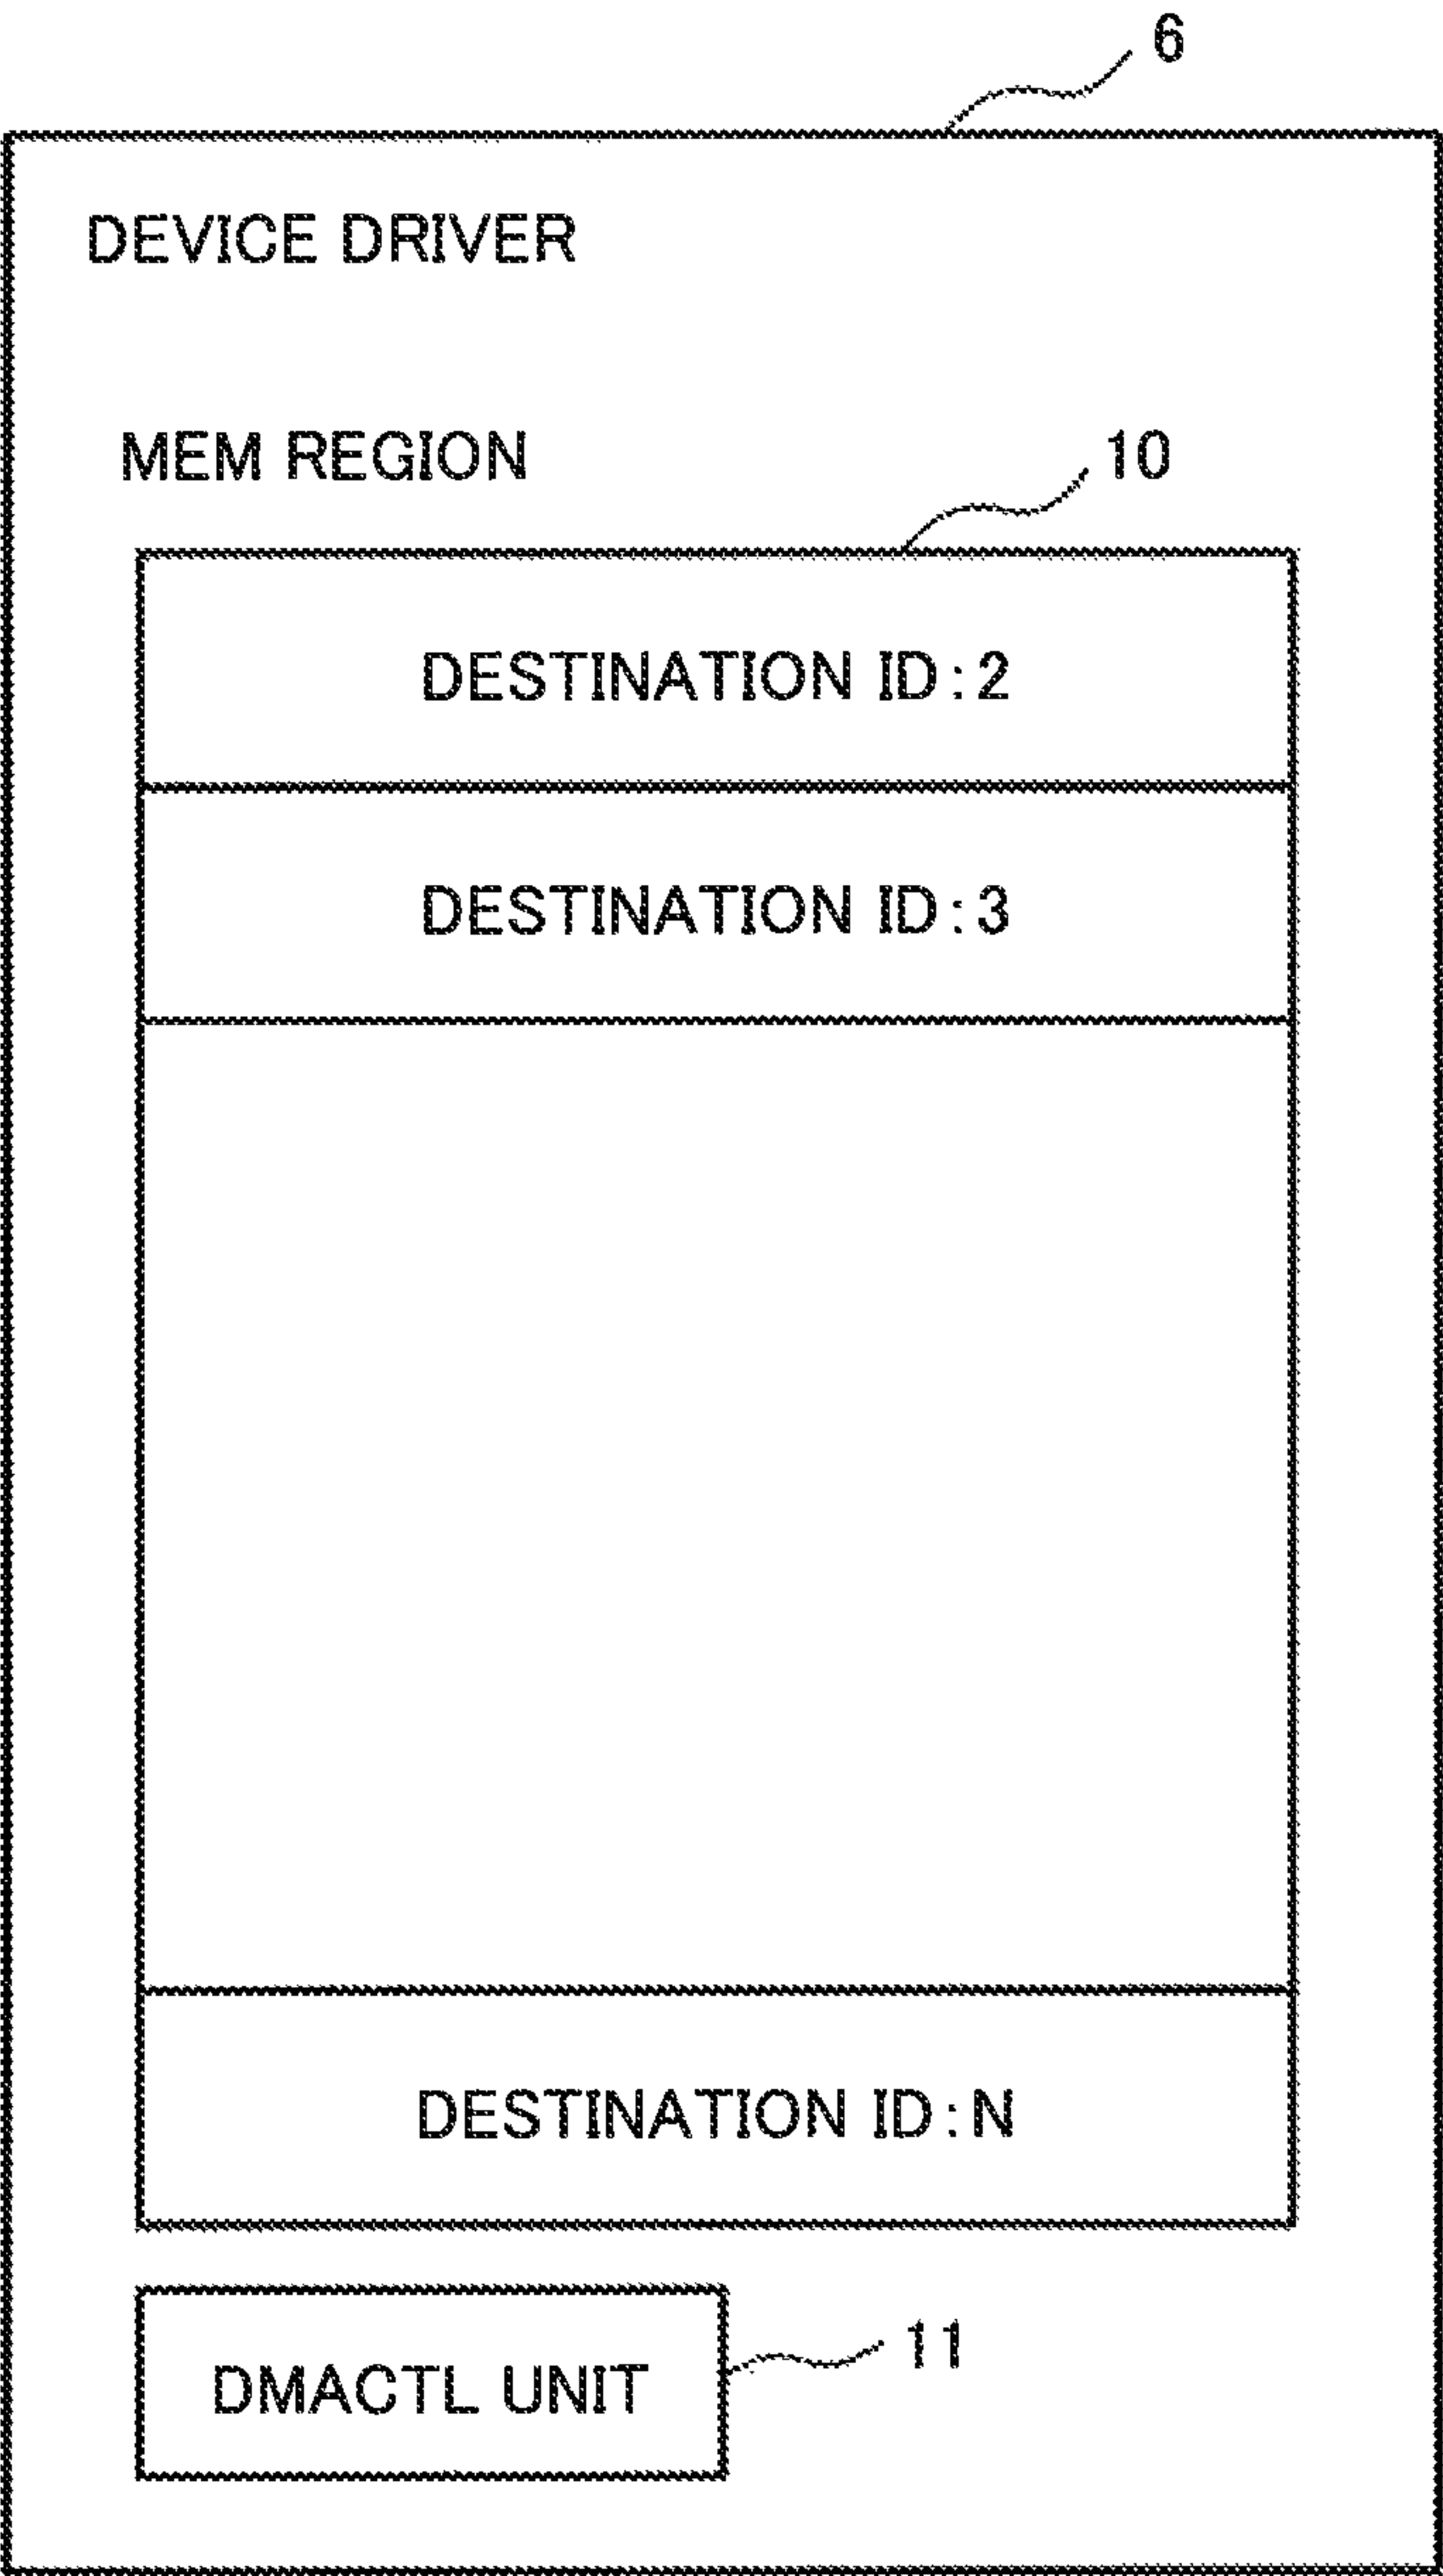 6
DEVICE DRIVER
MEM REGION
10
DESTINATION ID:2
DESTINATION ID:3
DESTINATION ID:N
11
DMACTL UNIT